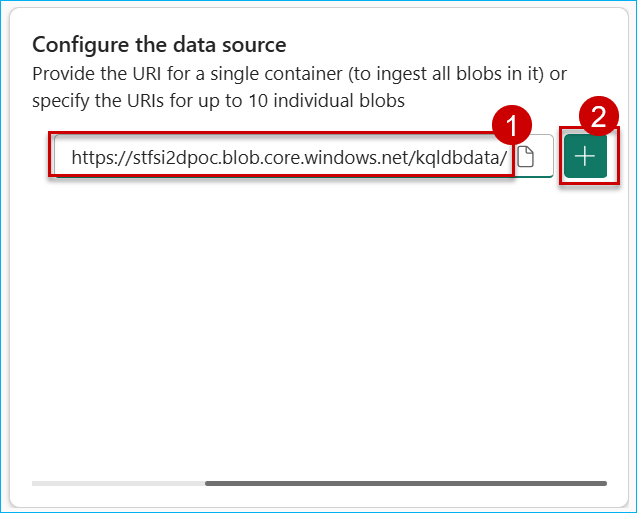 Configure the data source
Provide the URI for a single container (to ingest all blobs in it) or
specify the URIs for up to 10 individual blobs
1
2
https://stfsi2dpoc.blob.core.windows.net/kqldbdata/